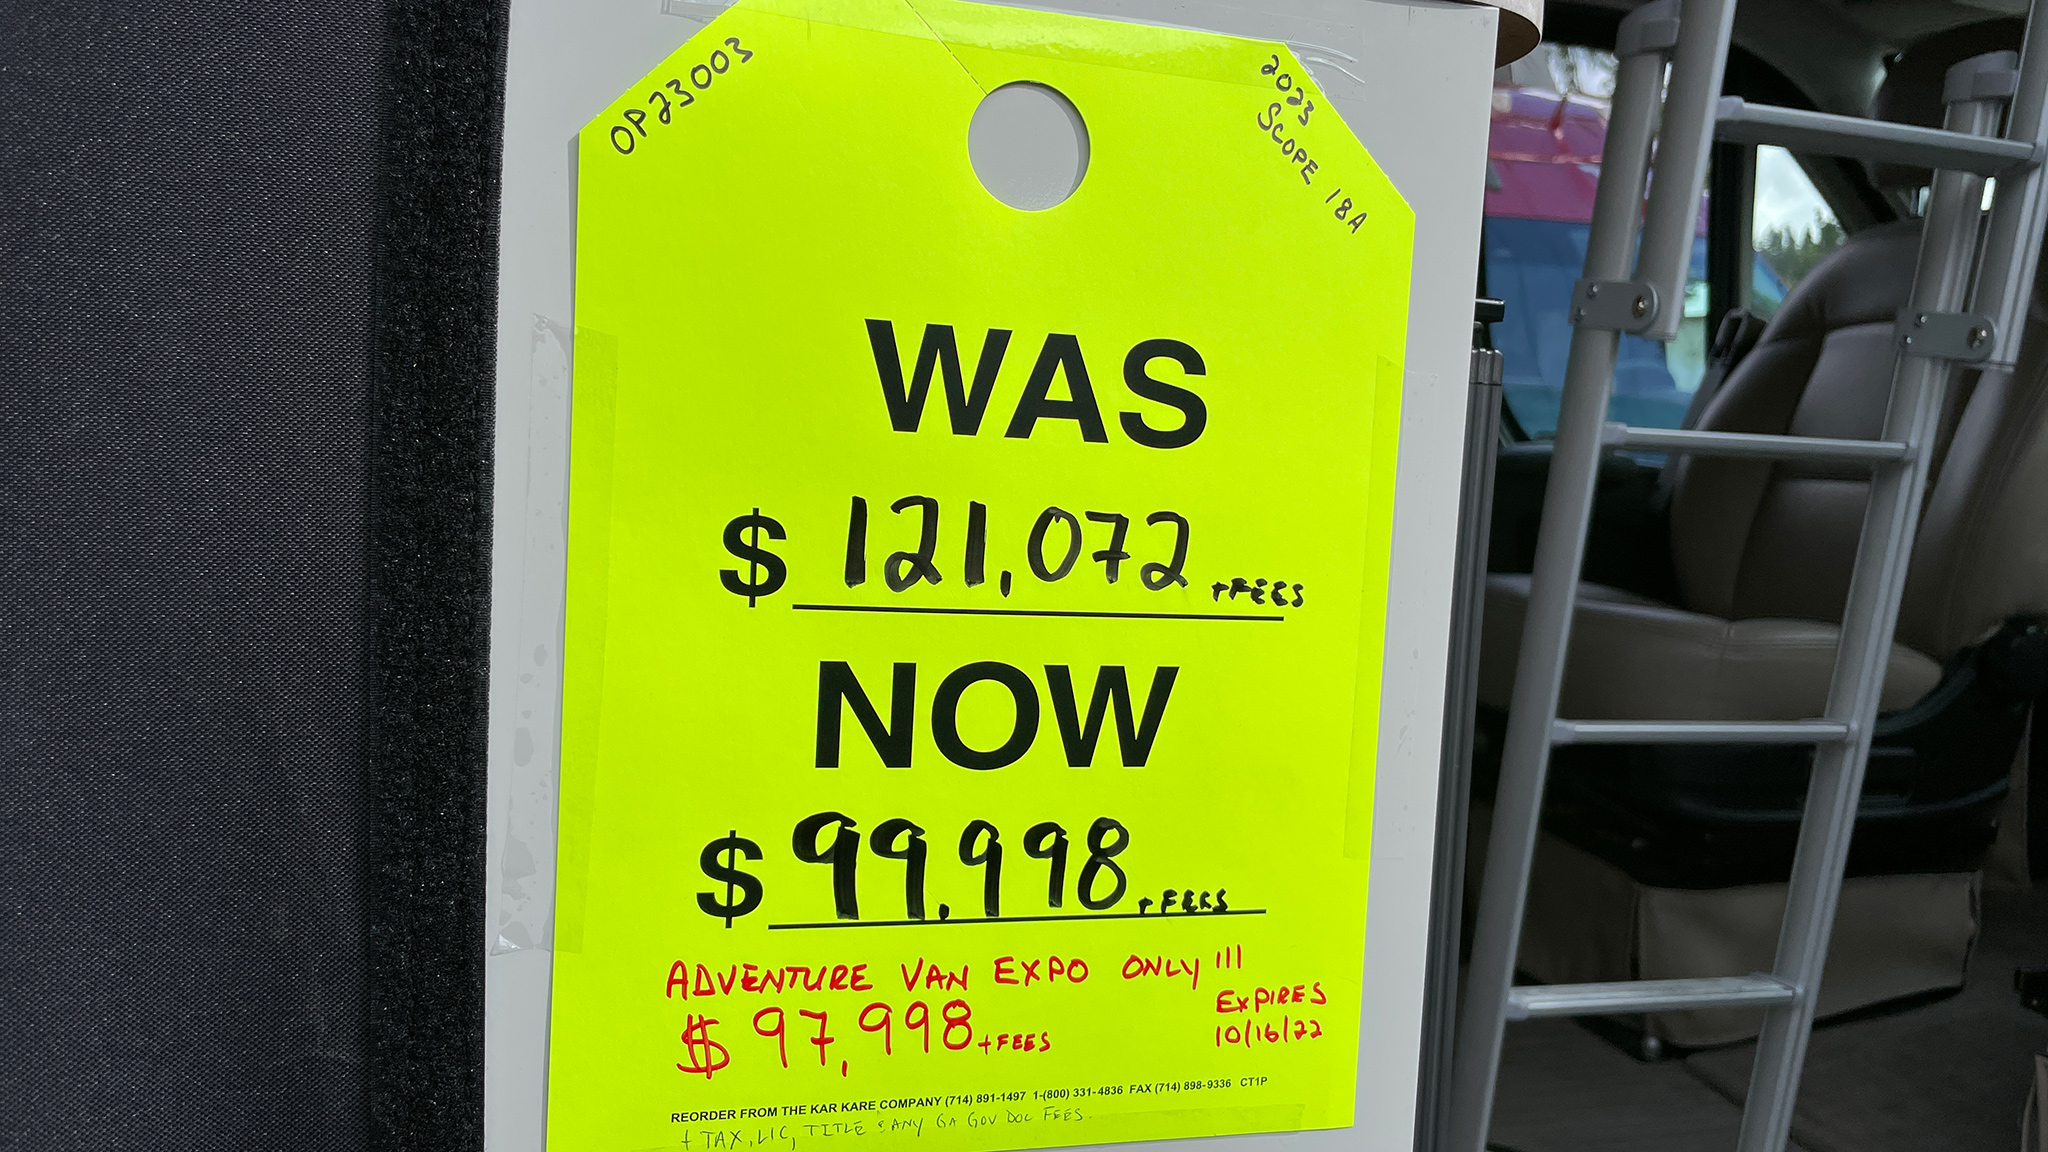 OP23003
2023
SCOPE 18A
WAS
$ 121,072 +FEES
NOW
$ 99,998 +FEES
ADVENTURE VAN EXPO ONLY!!!
$ 97,998 +FEES
EXPIRES
10/16/22
REORDER FROM THE KAR KARE COMPANY (714) 891-1497 1-(800) 331-4836 FAX (714) 898-9336 CT1P
+ TAX, LIC, TITLE & ANY GA GOV DOC FEES.